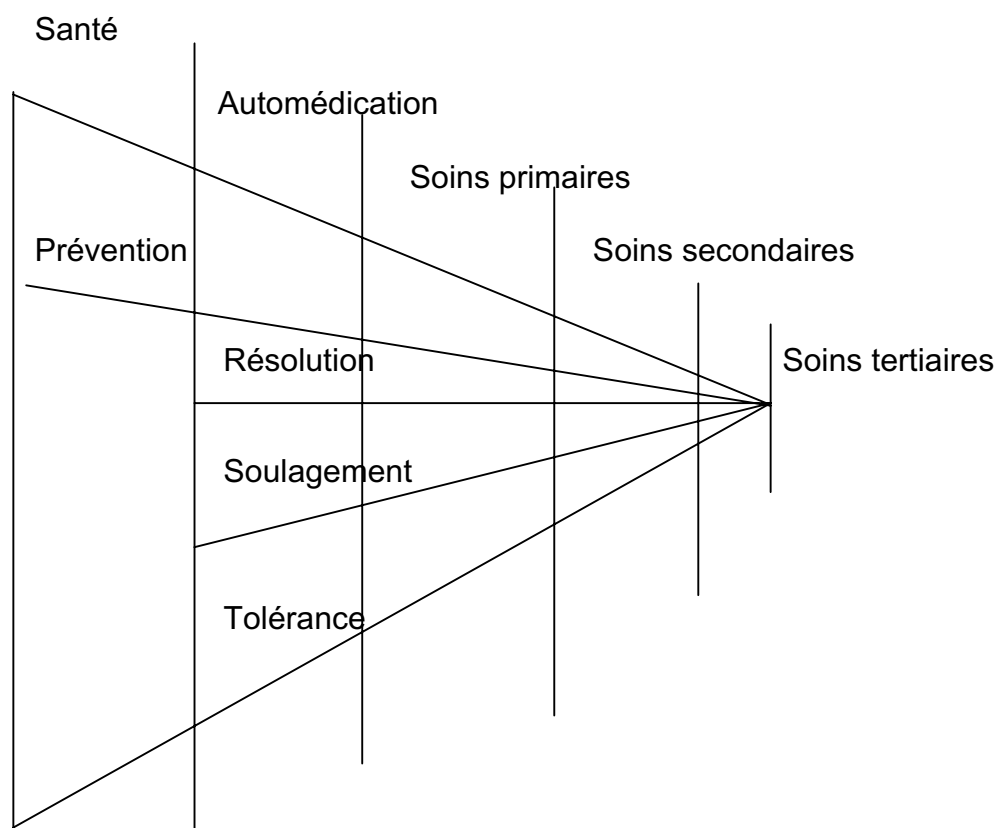 Santé
Automédication
Soins primaires
Prévention
Soins secondaires
Résolution
Soins tertiaires
Soulagement
Tolérance